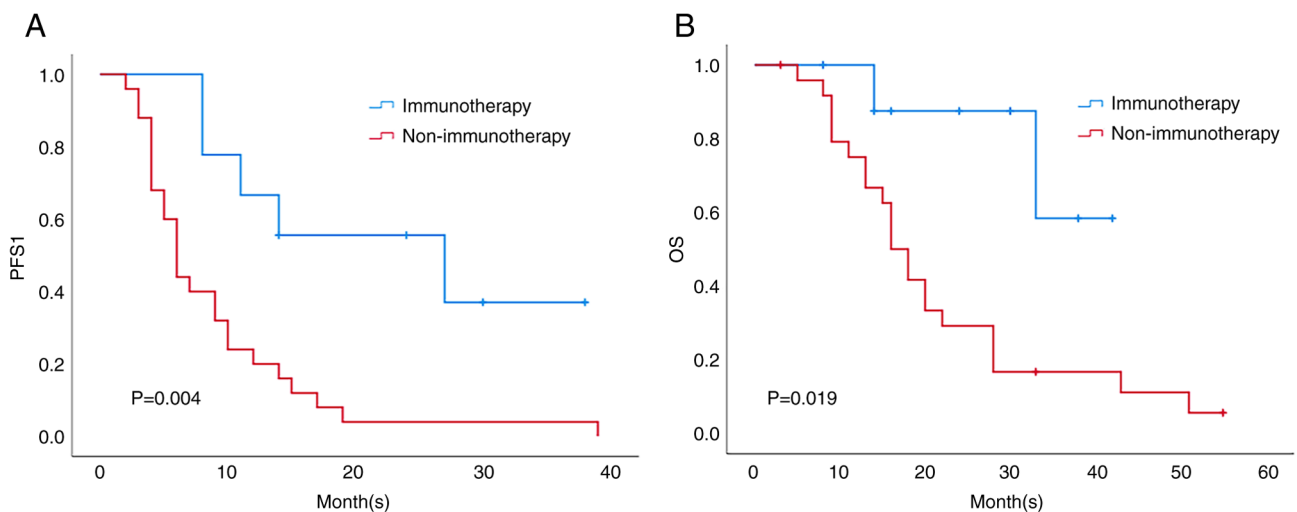 A
PFS1
1.0
0.8
0.6
0.4
0.2
0.0
Immunotherapy
Non-immunotherapy
P=0.004
0 10 20 30 40
Month(s)
B
OS
1.0
0.8
0.6
0.4
0.2
0.0
Immunotherapy
Non-immunotherapy
P=0.019
0 10 20 30 40 50 60
Month(s)